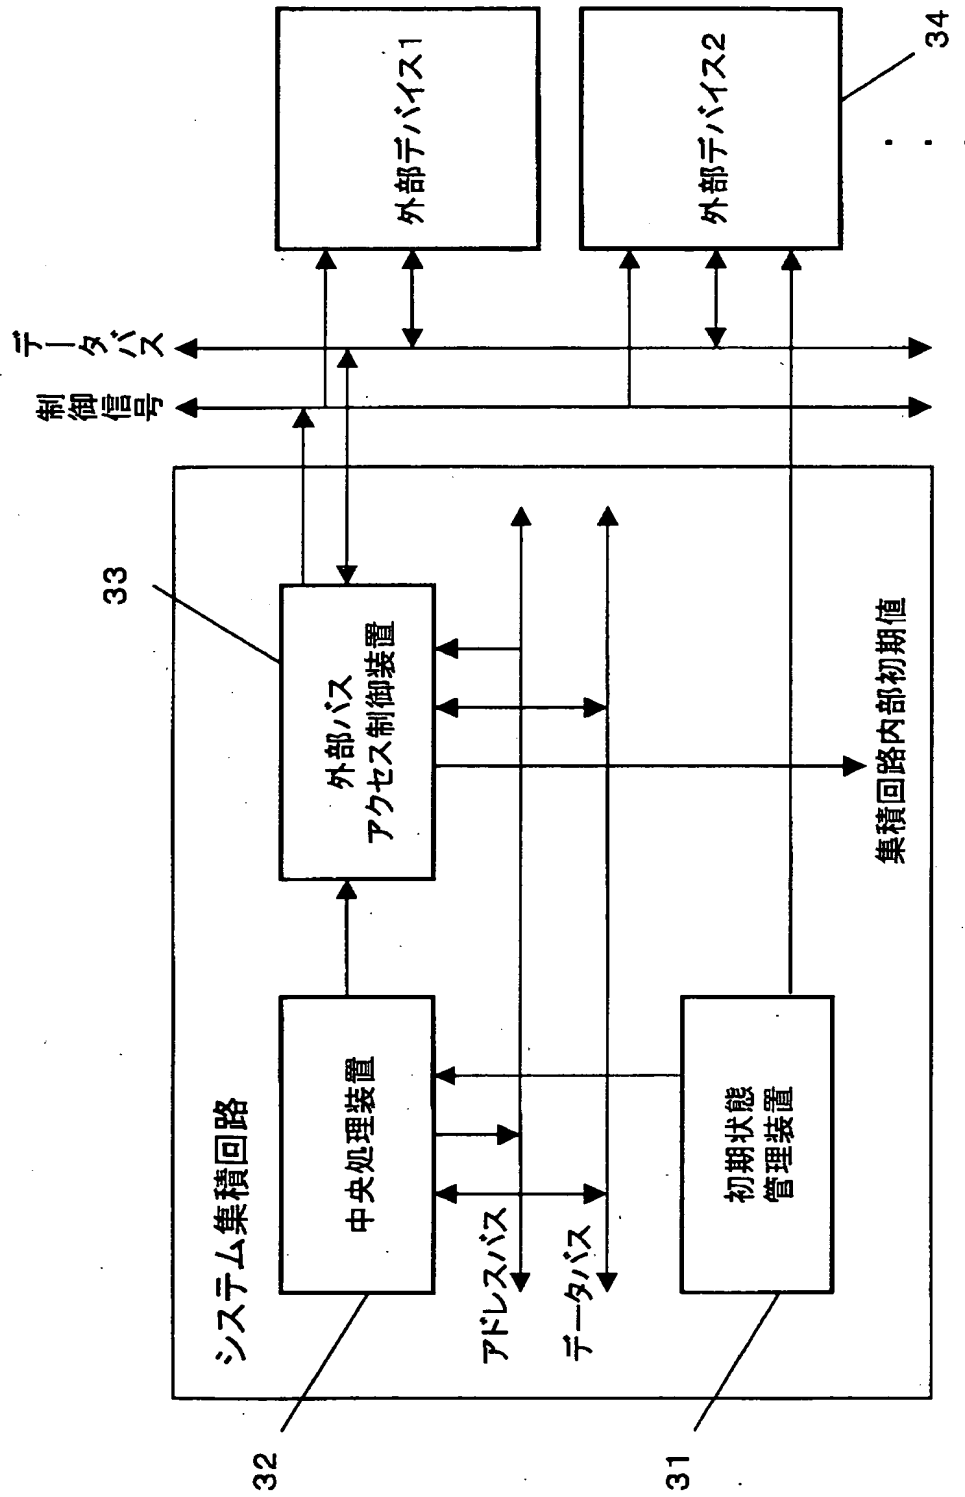 システム集積回路
32
中央処理装置
33
外部バス
アクセス制御装置
アドレスバス
データバス
31
初期状態
管理装置
集積回路内部初期値
制御信号
データバス
外部デバイス1
外部デバイス2
34